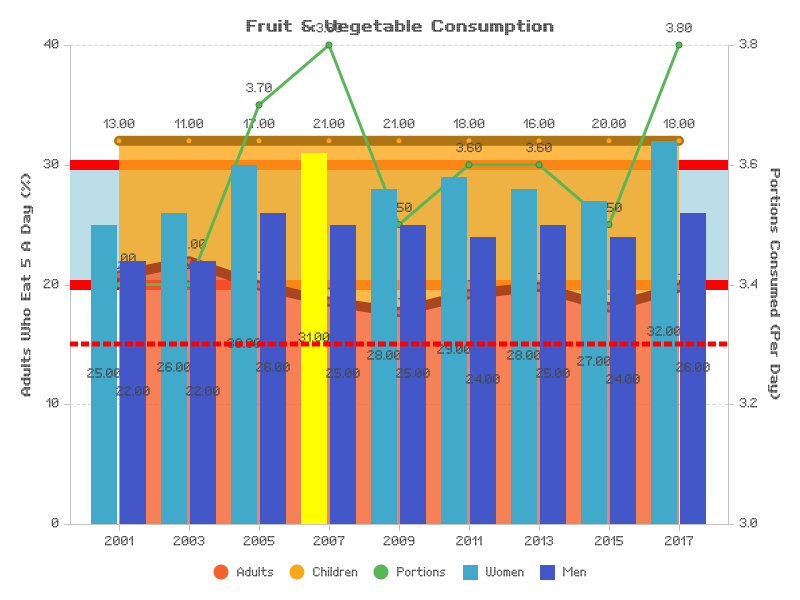 Fruit & Vegetable Consumption
40
3.8
3.80
3.70
13.00 11.00 17.00 21.00 21.00 18.00 16.00 20.00 18.00
3.60 3.60
30
3.6
20
3.4
31.00
32.00
29.00
28.00 28.00
27.00
25.00 26.00 26.00 25.00 25.00 25.00 26.00
24.00 24.00
22.00 22.00
10
3.2
0
3.0
2001 2003 2005 2007 2009 2011 2013 2015 2017
Adults Who Eat 5 A Day (%)
Portions Consumed (Per Day)
Adults Children Portions Women Men